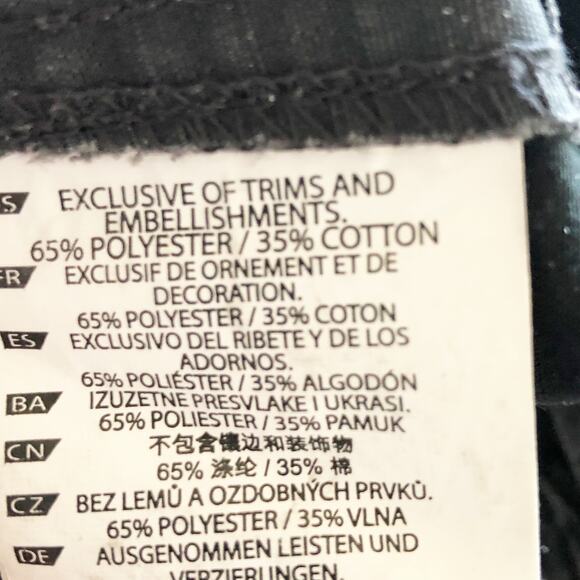 S EXCLUSIVE OF TRIMS AND
EMBELLISHMENTS.
65% POLYESTER / 35% COTTON
FR EXCLUSIF DE ORNEMENT ET DE
DECORATION.
65% POLYESTER / 35% COTON
ES EXCLUSIVO DEL RIBETE Y DE LOS
ADORNOS.
65% POLIÉSTER / 35% ALGODÓN
BA IZUZETNE PRESVLAKE I UKRASI.
65% POLIESTER / 35% PAMUK
CN 不包含镶边和装饰物
65% 涤纶 / 35% 棉
CZ BEZ LEMŮ A OZDOBNÝCH PRVKŮ.
65% POLYESTER / 35% VLNA
DE AUSGENOMMEN LEISTEN UND
VERZIERUNGEN.